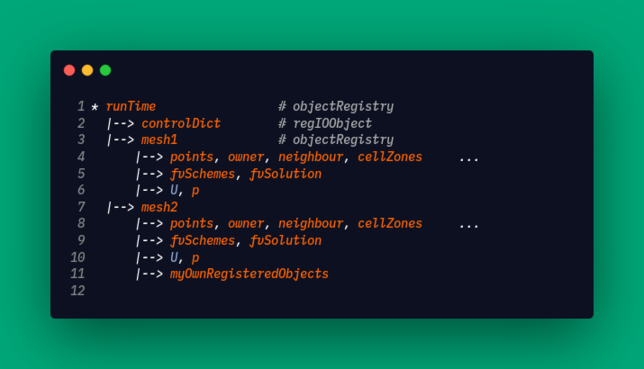 1 * runTime # objectRegistry
2 |--> controlDict # regIOObject
3 |--> mesh1 # objectRegistry
4 |--> points, owner, neighbour, cellZones ...
5 |--> fvSchemes, fvSolution
6 |--> U, p
7 |--> mesh2
8 |--> points, owner, neighbour, cellZones ...
9 |--> fvSchemes, fvSolution
10 |--> U, p
11 |--> myOwnRegisteredObjects
12